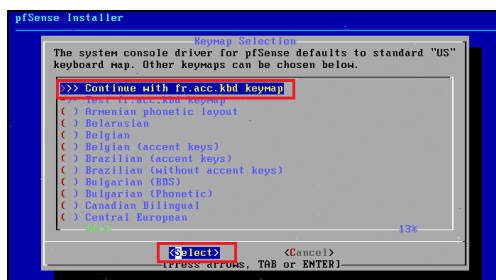 pfSense Installer
Keymap Selection
The system console driver for pfSense defaults to standard "US"
keyboard map. Other keymaps can be chosen below.
>>> Continue with fr.acc.kbd keymap
->- Test fr.acc.kbd keymap
( ) Armenian phonetic layout
( ) Belarusian
( ) Belgian
( ) Belgian (accent keys)
( ) Brazilian (accent keys)
( ) Brazilian (without accent keys)
( ) Bulgarian (BDS)
( ) Bulgarian (Phonetic)
( ) Canadian Bilingual
( ) Central European
13%
<Select> <Cancel>
[Press arrows, TAB or ENTER]